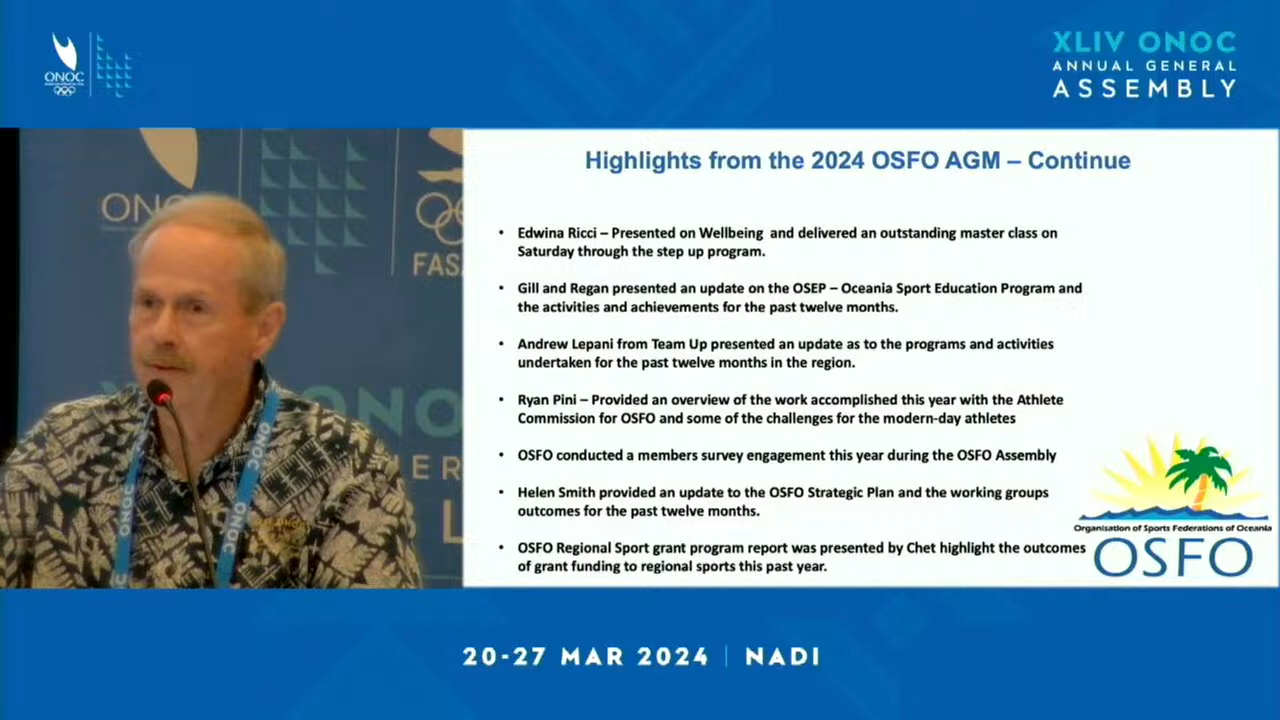 ONOC
XLIV ONOC
ANNUAL GENERAL
ASSEMBLY
Highlights from the 2024 OSFO AGM – Continue
• Edwina Ricci – Presented on Wellbeing and delivered an outstanding master class on
Saturday through the step up program.
• Gill and Regan presented an update on the OSEP – Oceania Sport Education Program and
the activities and achievements for the past twelve months.
• Andrew Lepani from Team Up presented an update as to the programs and activities
undertaken for the past twelve months in the region.
• Ryan Pini – Provided an overview of the work accomplished this year with the Athlete
Commission for OSFO and some of the challenges for the modern-day athletes
• OSFO conducted a members survey engagement this year during the OSFO Assembly
• Helen Smith provided an update to the OSFO Strategic Plan and the working groups
outcomes for the past twelve months.
• OSFO Regional Sport grant program report was presented by Chet highlight the outcomes
of grant funding to regional sports this past year.
Organisation of Sports Federations of Oceania
OSFO
ONOC
ONOC
20-27 MAR 2024 | NADI